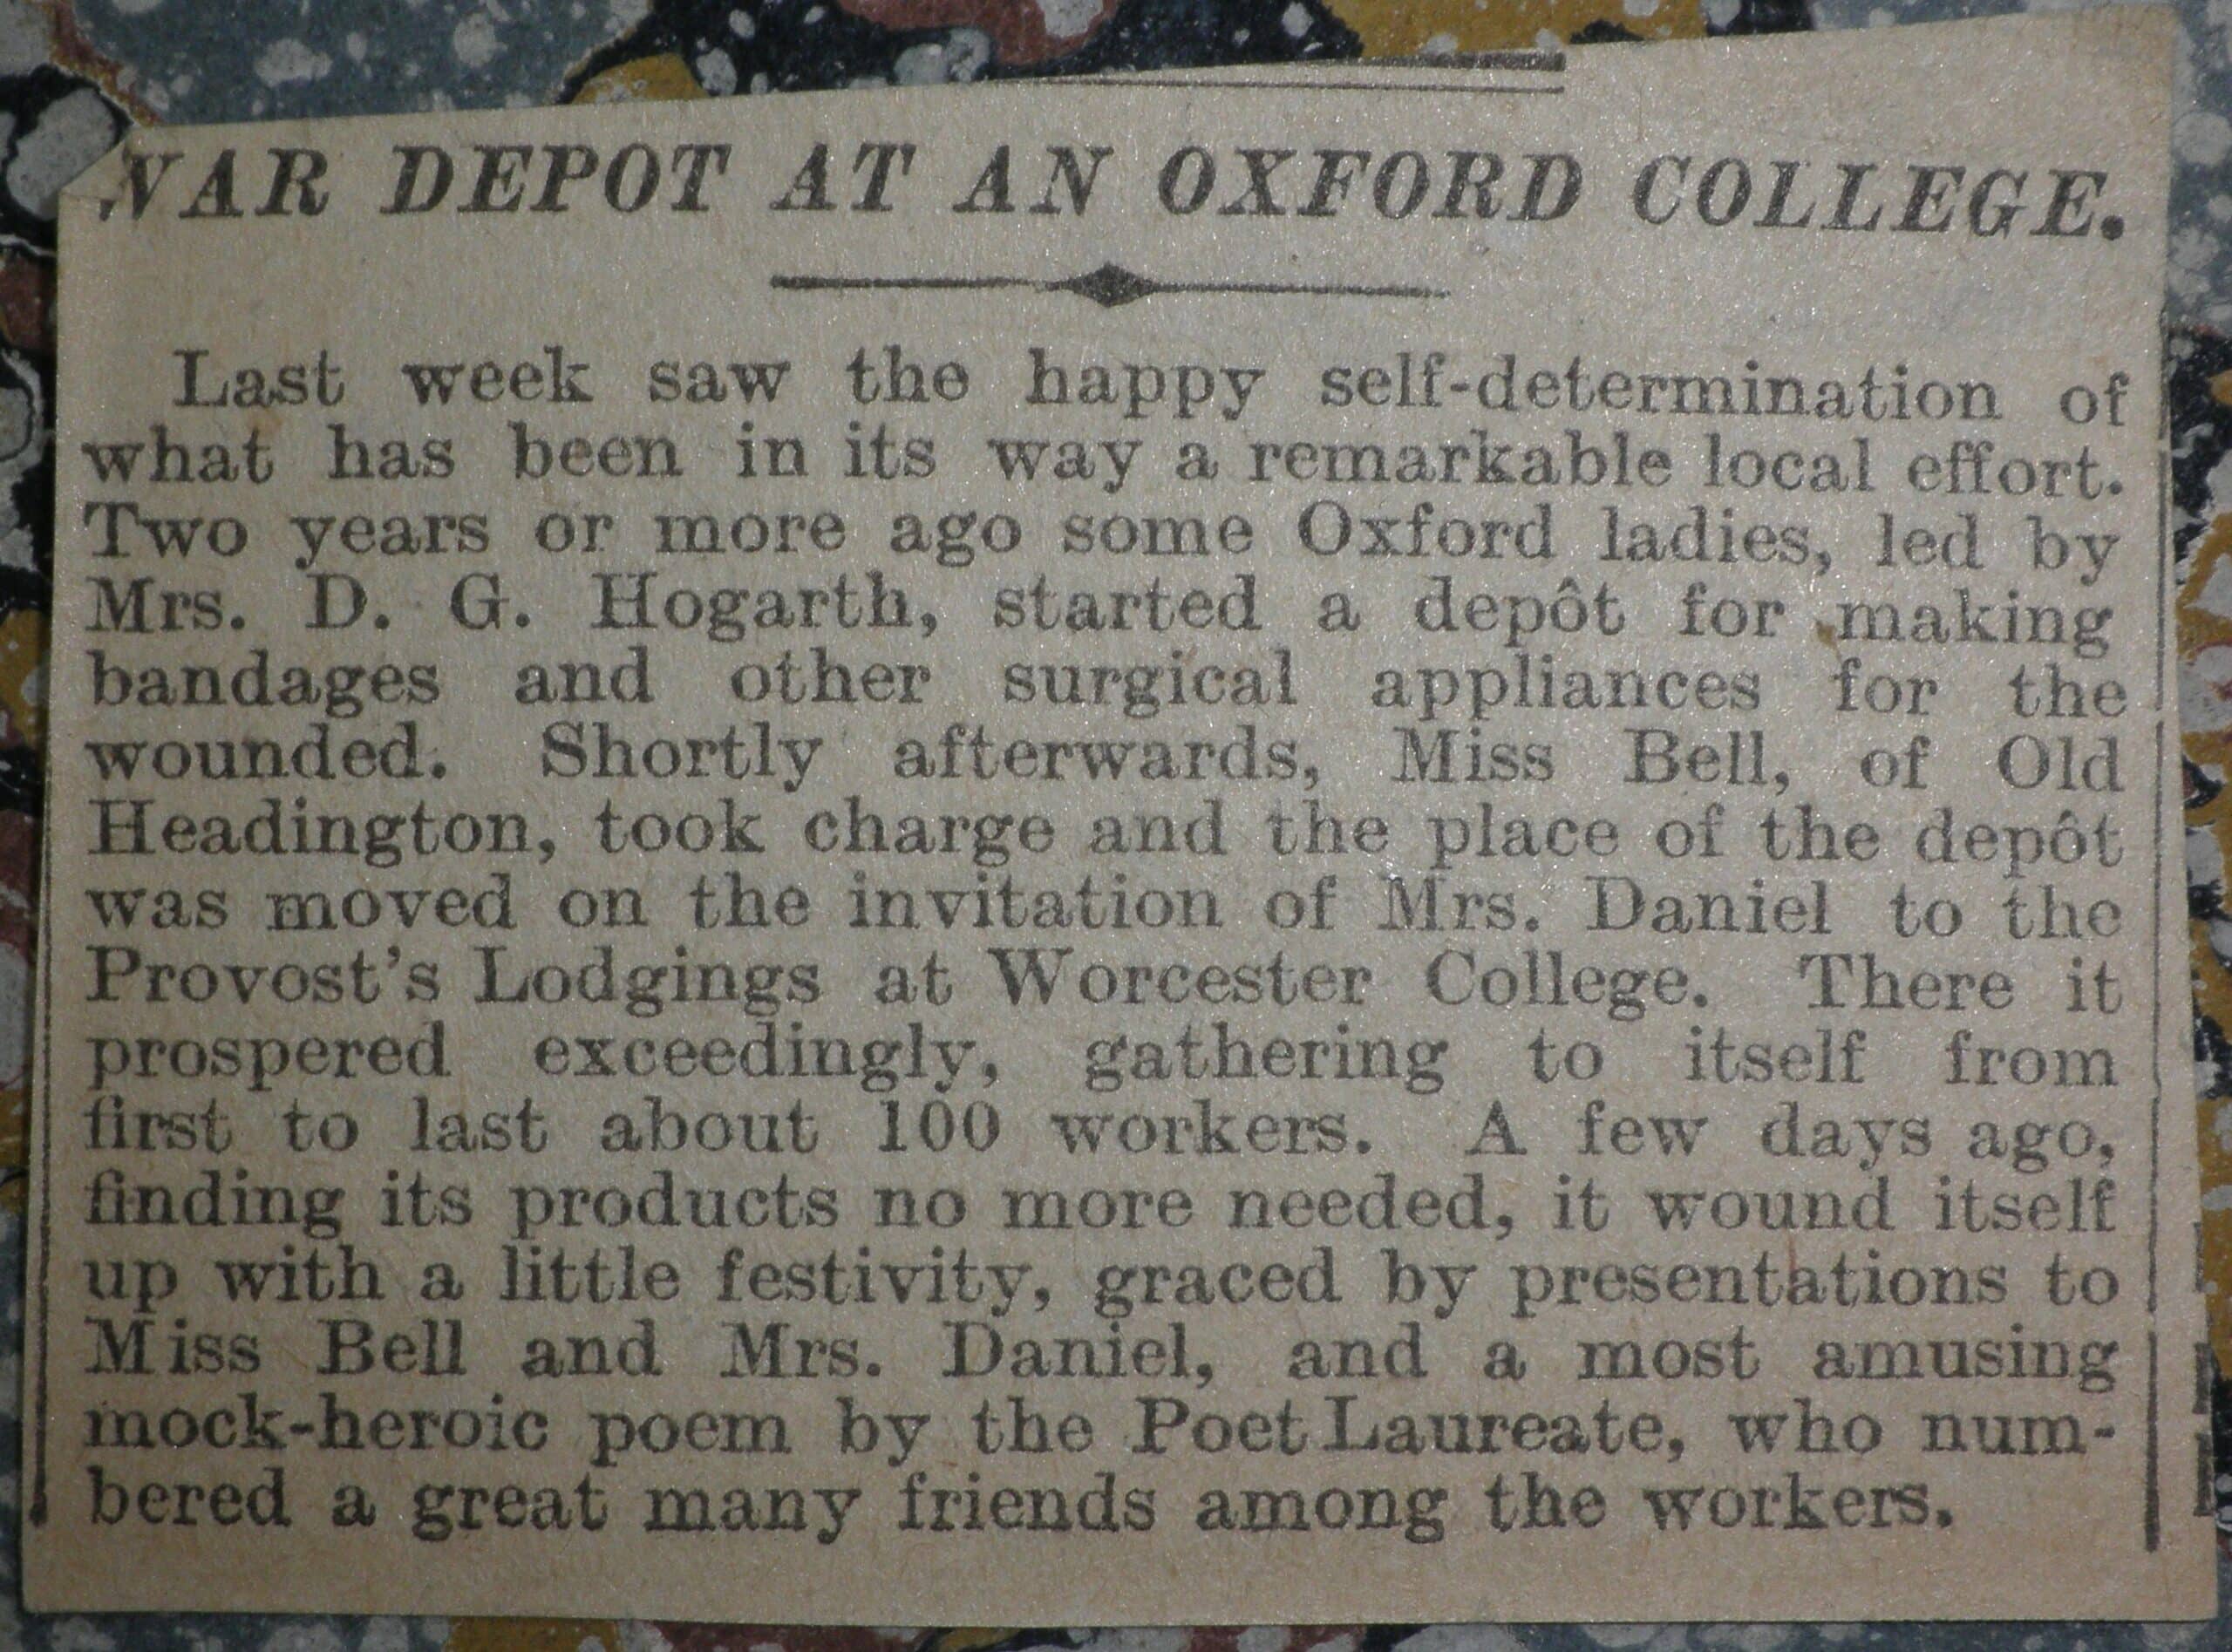 WAR DEPOT AT AN OXFORD COLLEGE.
Last week saw the happy self-determination of
what has been in its way a remarkable local effort.
Two years or more ago some Oxford ladies, led by
Mrs. D. G. Hogarth, started a depôt for making
bandages and other surgical appliances for the
wounded. Shortly afterwards, Miss Bell, of Old
Headington, took charge and the place of the depôt
was moved on the invitation of Mrs. Daniel to the
Provost's Lodgings at Worcester College. There it
prospered exceedingly, gathering to itself from
first to last about 100 workers. A few days ago,
finding its products no more needed, it wound itself
up with a little festivity, graced by presentations to
Miss Bell and Mrs. Daniel, and a most amusing
mock-heroic poem by the Poet Laureate, who num-
bered a great many friends among the workers.